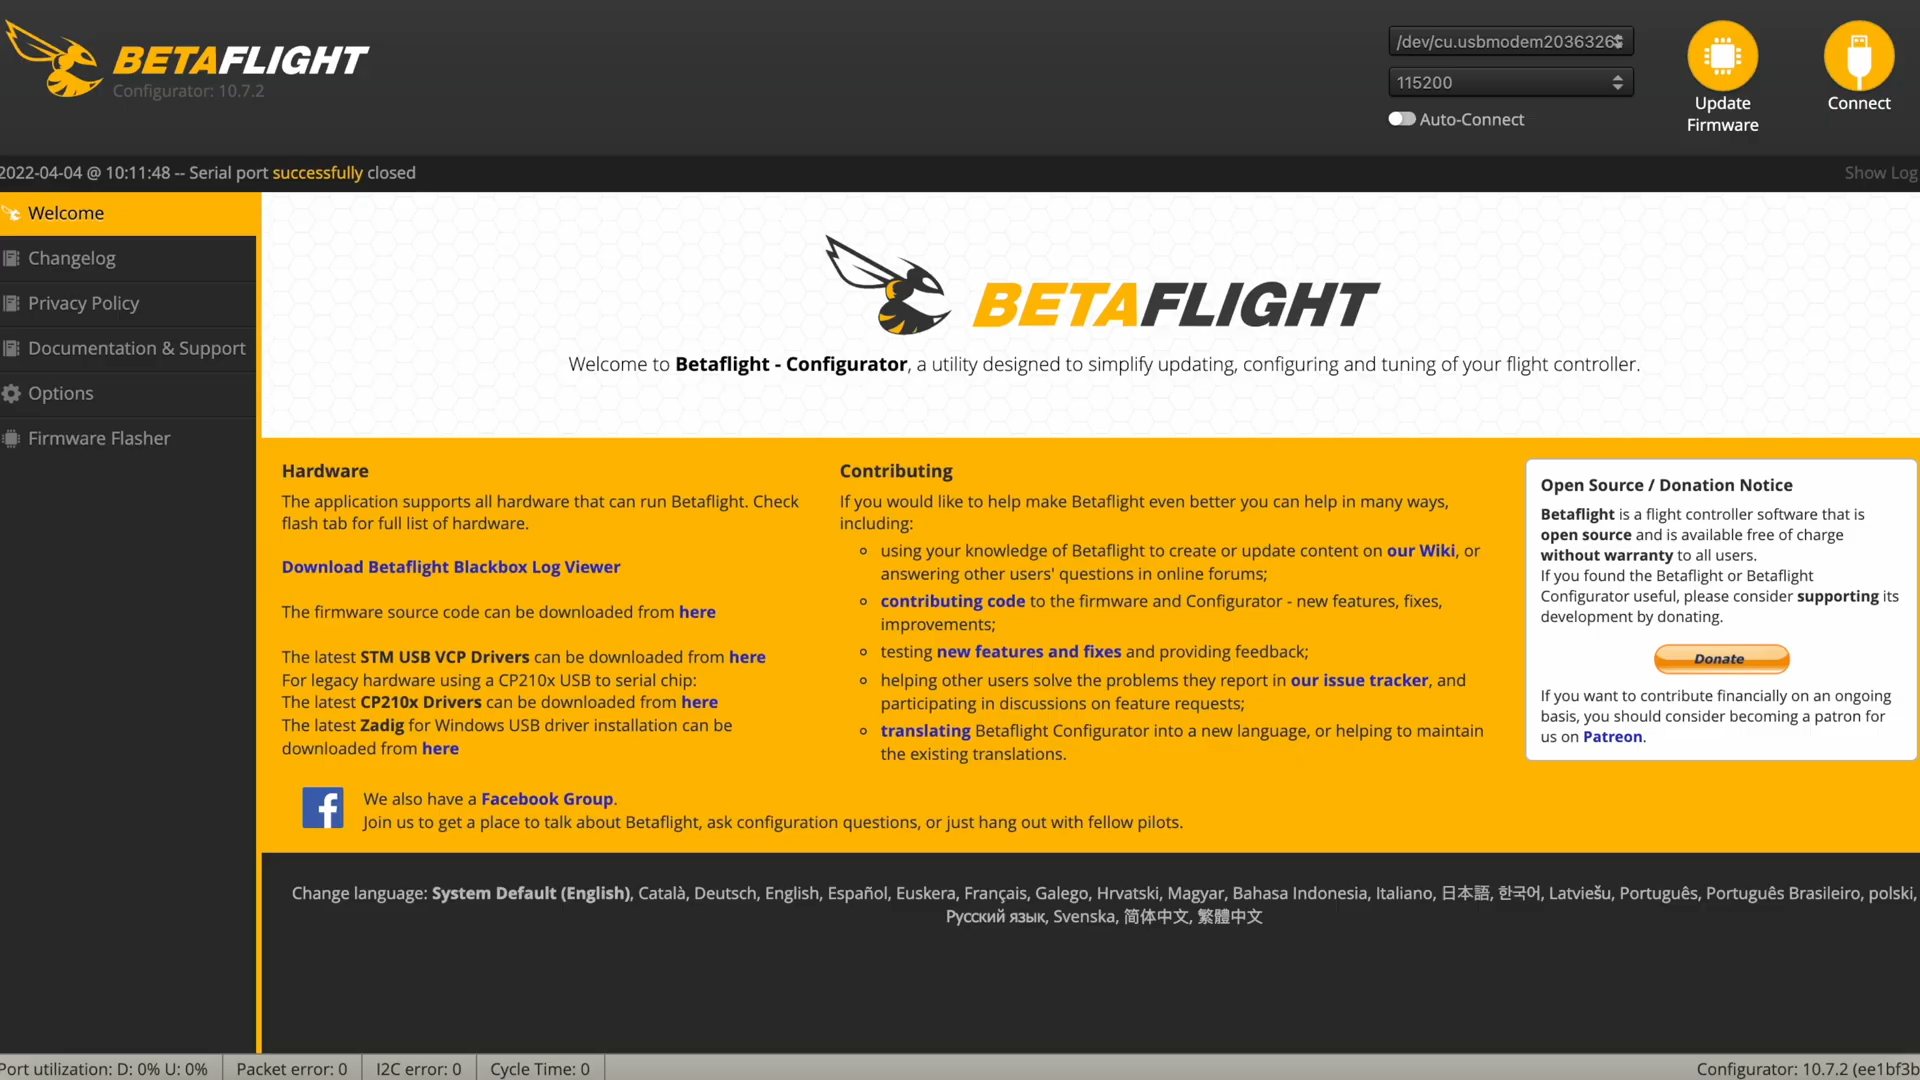 BETAFLIGHT
Configurator: 10.7.2
/dev/cu.usbmodem2036326
115200
Auto-Connect
Update
Firmware
Connect
2022-04-04 @ 10:11:48 -- Serial port successfully closed
Show Log
Welcome
Changelog
Privacy Policy
Documentation & Support
Options
Firmware Flasher
BETAFLIGHT
Welcome to Betaflight - Configurator, a utility designed to simplify updating, configuring and tuning of your flight controller.
Hardware
The application supports all hardware that can run Betaflight. Check
flash tab for full list of hardware.
Download Betaflight Blackbox Log Viewer
The firmware source code can be downloaded from here
The latest STM USB VCP Drivers can be downloaded from here
For legacy hardware using a CP210x USB to serial chip:
The latest CP210x Drivers can be downloaded from here
The latest Zadig for Windows USB driver installation can be
downloaded from here
Contributing
If you would like to help make Betaflight even better you can help in many ways,
including:
using your knowledge of Betaflight to create or update content on our Wiki, or
answering other users' questions in online forums;
contributing code to the firmware and Configurator - new features, fixes,
improvements;
testing new features and fixes and providing feedback;
helping other users solve the problems they report in our issue tracker, and
participating in discussions on feature requests;
translating Betaflight Configurator into a new language, or helping to maintain
the existing translations.
Open Source / Donation Notice
Betaflight is a flight controller software that is
open source and is available free of charge
without warranty to all users.
If you found the Betaflight or Betaflight
Configurator useful, please consider supporting its
development by donating.
Donate
If you want to contribute financially on an ongoing
basis, you should consider becoming a patron for
us on Patreon.
We also have a Facebook Group.
Join us to get a place to talk about Betaflight, ask configuration questions, or just hang out with fellow pilots.
Change language: System Default (English), Català, Deutsch, English, Español, Euskera, Français, Galego, Hrvatski, Magyar, Bahasa Indonesia, Italiano, 日本語, 한국어, Latviešu, Português, Português Brasileiro, polski,
Русский язык, Svenska, 简体中文, 繁體中文
Port utilization: D: 0% U: 0%
Packet error: 0
I2C error: 0
Cycle Time: 0
Configurator: 10.7.2 (ee1bf3b